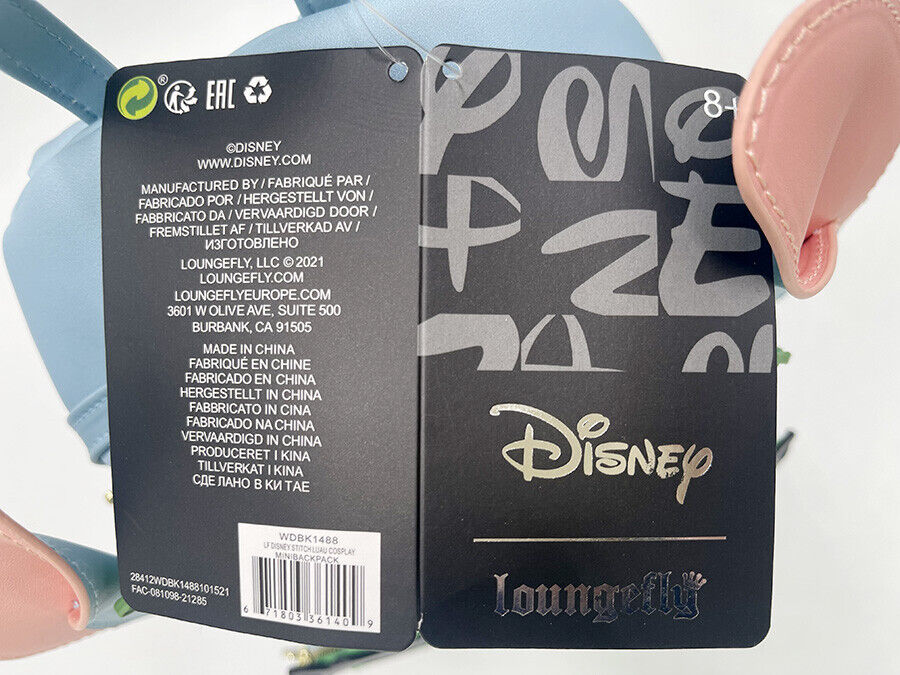 ® EAC
©DISNEY
WWW.DISNEY.COM
MANUFACTURED BY / FABRIQUÉ PAR /
FABRICADO POR / HERGESTELLT VON /
FABBRICATO DA / VERVAARDIGD DOOR /
FREMSTILLET AF / TILLVERKAD AV /
ИЗГОТОВЛЕНО
LOUNGEFLY, LLC © 2021
LOUNGEFLY.COM
LOUNGEFLYEUROPE.COM
3601 W OLIVE AVE, SUITE 500
BURBANK, CA 91505
MADE IN CHINA
FABRIQUÉ EN CHINE
FABRICADO EN CHINA
HERGESTELLT IN CHINA
FABBRICATO IN CINA
FABRICADO NA CHINA
VERVAARDIGD IN CHINA
PRODUCERET I KINA
TILLVERKAT I KINA
СДЕ ЛАНО В КИ ТАЕ
WDBK1488
LF DISNEY STITCH LUAU COSPLAY
MINIBACKPACK
6 71803 36140 9
28412WDBK1488101521
FAC-081098-21285
8+
Disney
loungefly